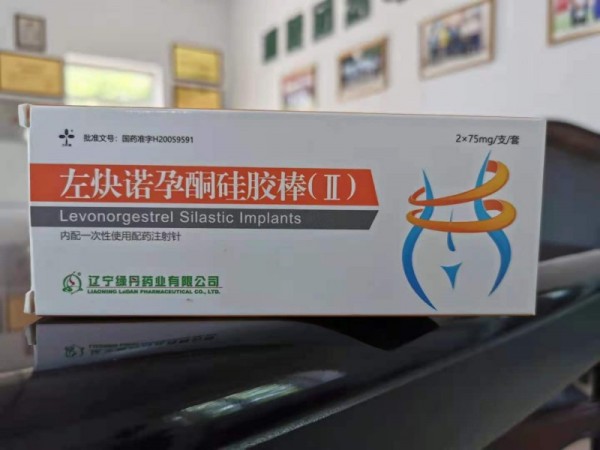 批准文号：国药准字H20059591
2×75mg/支/套
左炔诺孕酮硅胶棒(Ⅱ)
Levonorgestrel Silastic Implants
内配一次性使用配药注射针
辽宁绿丹药业有限公司
LIAONING LvDAN PHARMACEUTICAL CO., LTD.